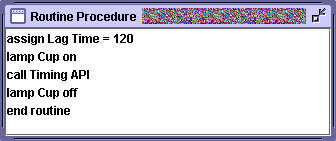 Routine Procedure
assign Lag Time = 120
lamp Cup on
call Timing API
lamp Cup off
end routine